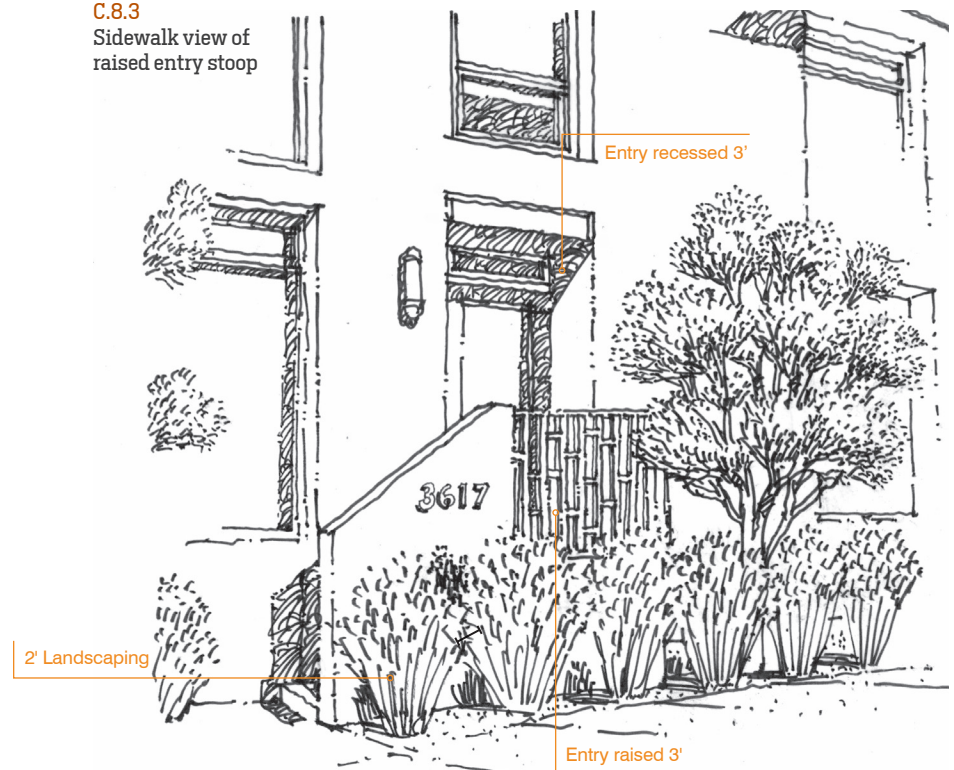 C.8.3
Sidewalk view of
raised entry stoop
Entry recessed 3’
3617
2' Landscaping
Entry raised 3'